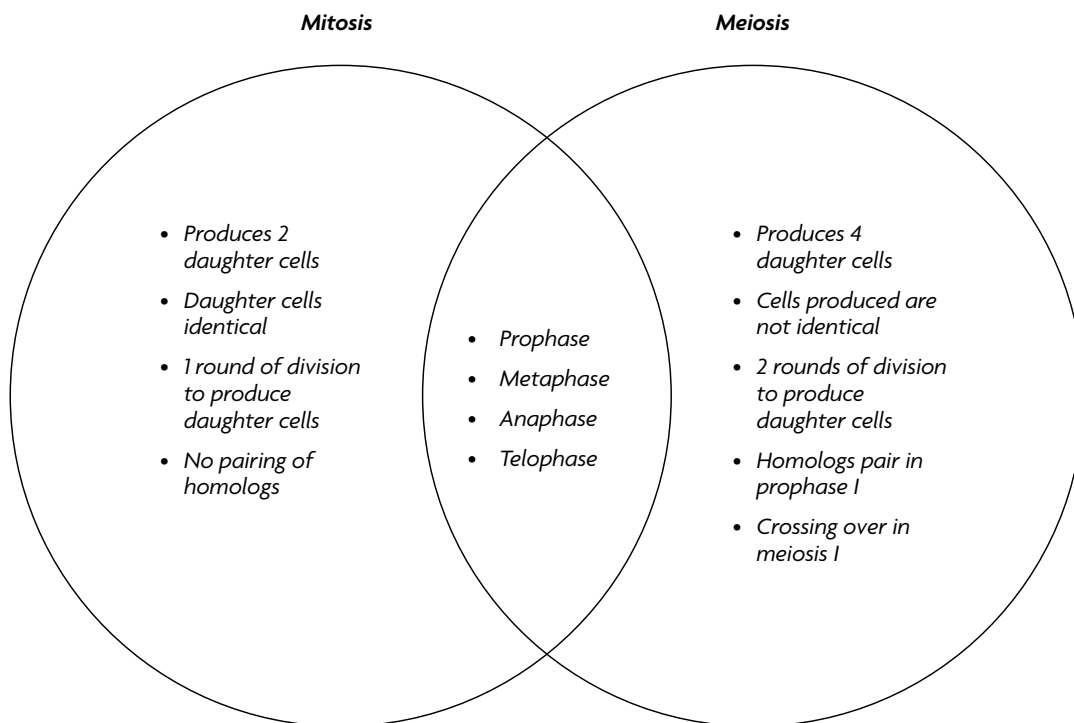 Mitosis
Meiosis
• Produces 2
daughter cells
• Daughter cells
identical
• 1 round of division
to produce
daughter cells
• No pairing of
homologs
• Prophase
• Metaphase
• Anaphase
• Telophase
• Produces 4
daughter cells
• Cells produced are
not identical
• 2 rounds of division
to produce
daughter cells
• Homologs pair in
prophase I
• Crossing over in
meiosis I